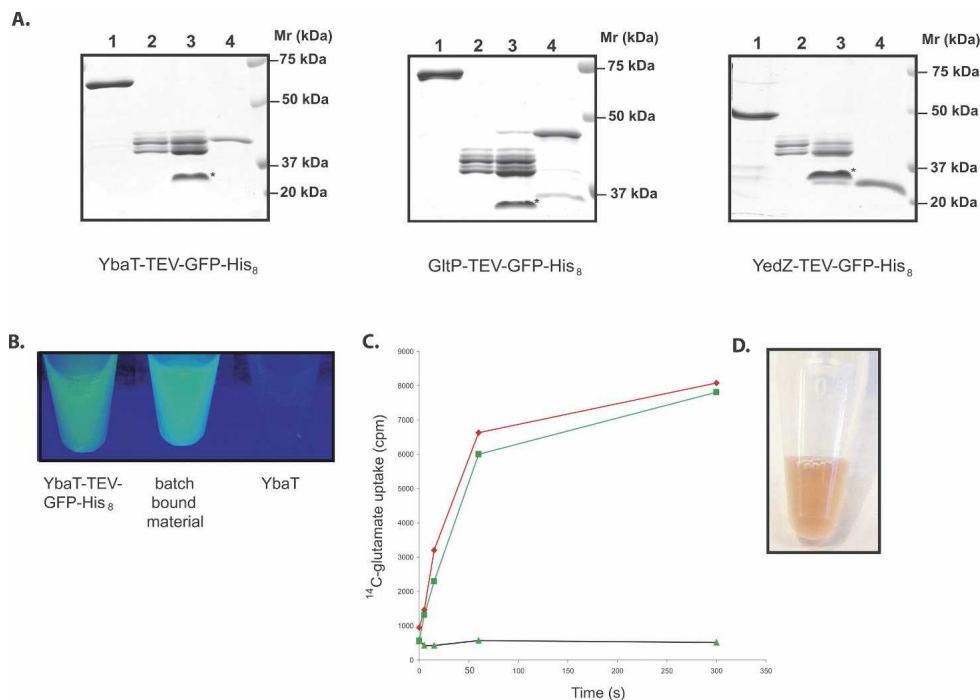 A.
1 2 3 4 Mr (kDa)
75 kDa
50 kDa
37 kDa
20 kDa
*
YbaT-TEV-GFP-His₈
1 2 3 4 Mr (kDa)
75 kDa
50 kDa
37 kDa
*
GltP-TEV-GFP-His₈
1 2 3 4 Mr (kDa)
75 kDa
50 kDa
37 kDa
20 kDa
*
YedZ-TEV-GFP-His₈
B.
YbaT-TEV-
GFP-His₈
batch
bound
material
YbaT
C.
¹⁴C-glutamate uptake (cpm)
9000
8000
7000
6000
5000
4000
3000
2000
1000
0
0 50 100 150 200 250 300 350
Time (s)
D.